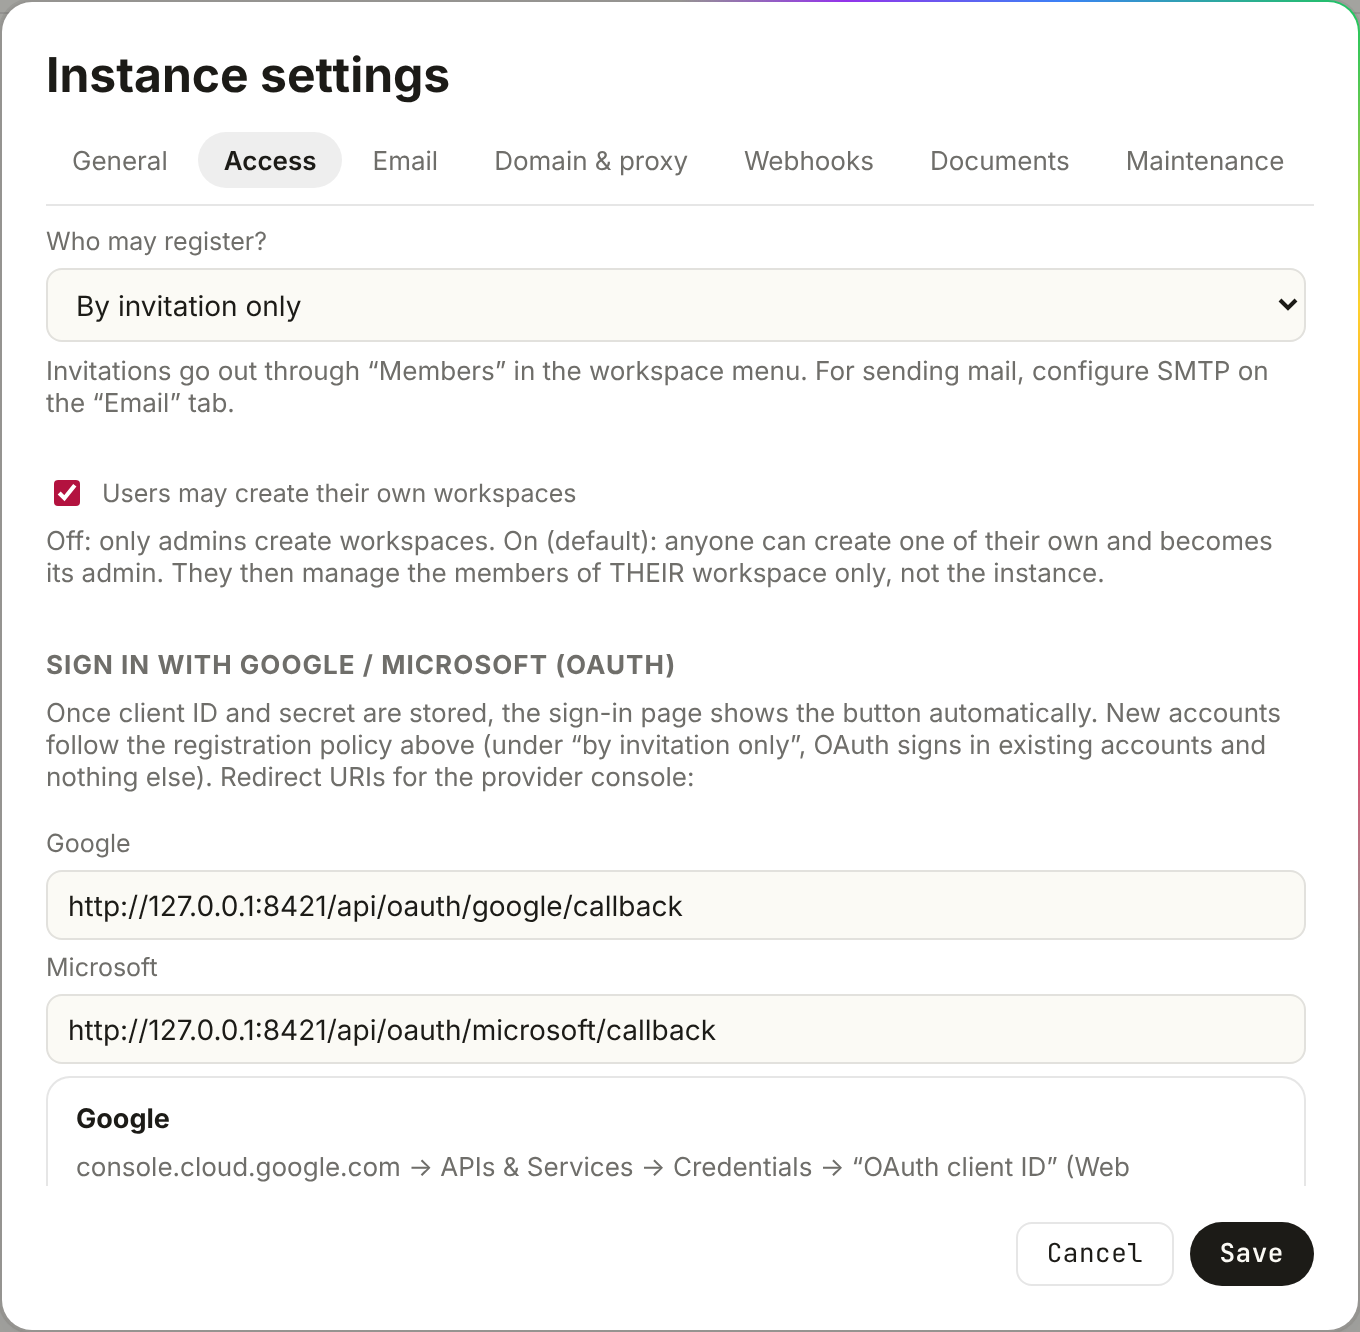 Instance settings
General Access Email Domain & proxy Webhooks Documents Maintenance
Who may register?
By invitation only
Invitations go out through “Members” in the workspace menu. For sending mail, configure SMTP on
the “Email” tab.
Users may create their own workspaces
Off: only admins create workspaces. On (default): anyone can create one of their own and becomes
its admin. They then manage the members of THEIR workspace only, not the instance.
SIGN IN WITH GOOGLE / MICROSOFT (OAUTH)
Once client ID and secret are stored, the sign-in page shows the button automatically. New accounts
follow the registration policy above (under “by invitation only”, OAuth signs in existing accounts and
nothing else). Redirect URIs for the provider console:
Google
http://127.0.0.1:8421/api/oauth/google/callback
Microsoft
http://127.0.0.1:8421/api/oauth/microsoft/callback
Google
console.cloud.google.com → APIs & Services → Credentials → “OAuth client ID” (Web
Cancel Save